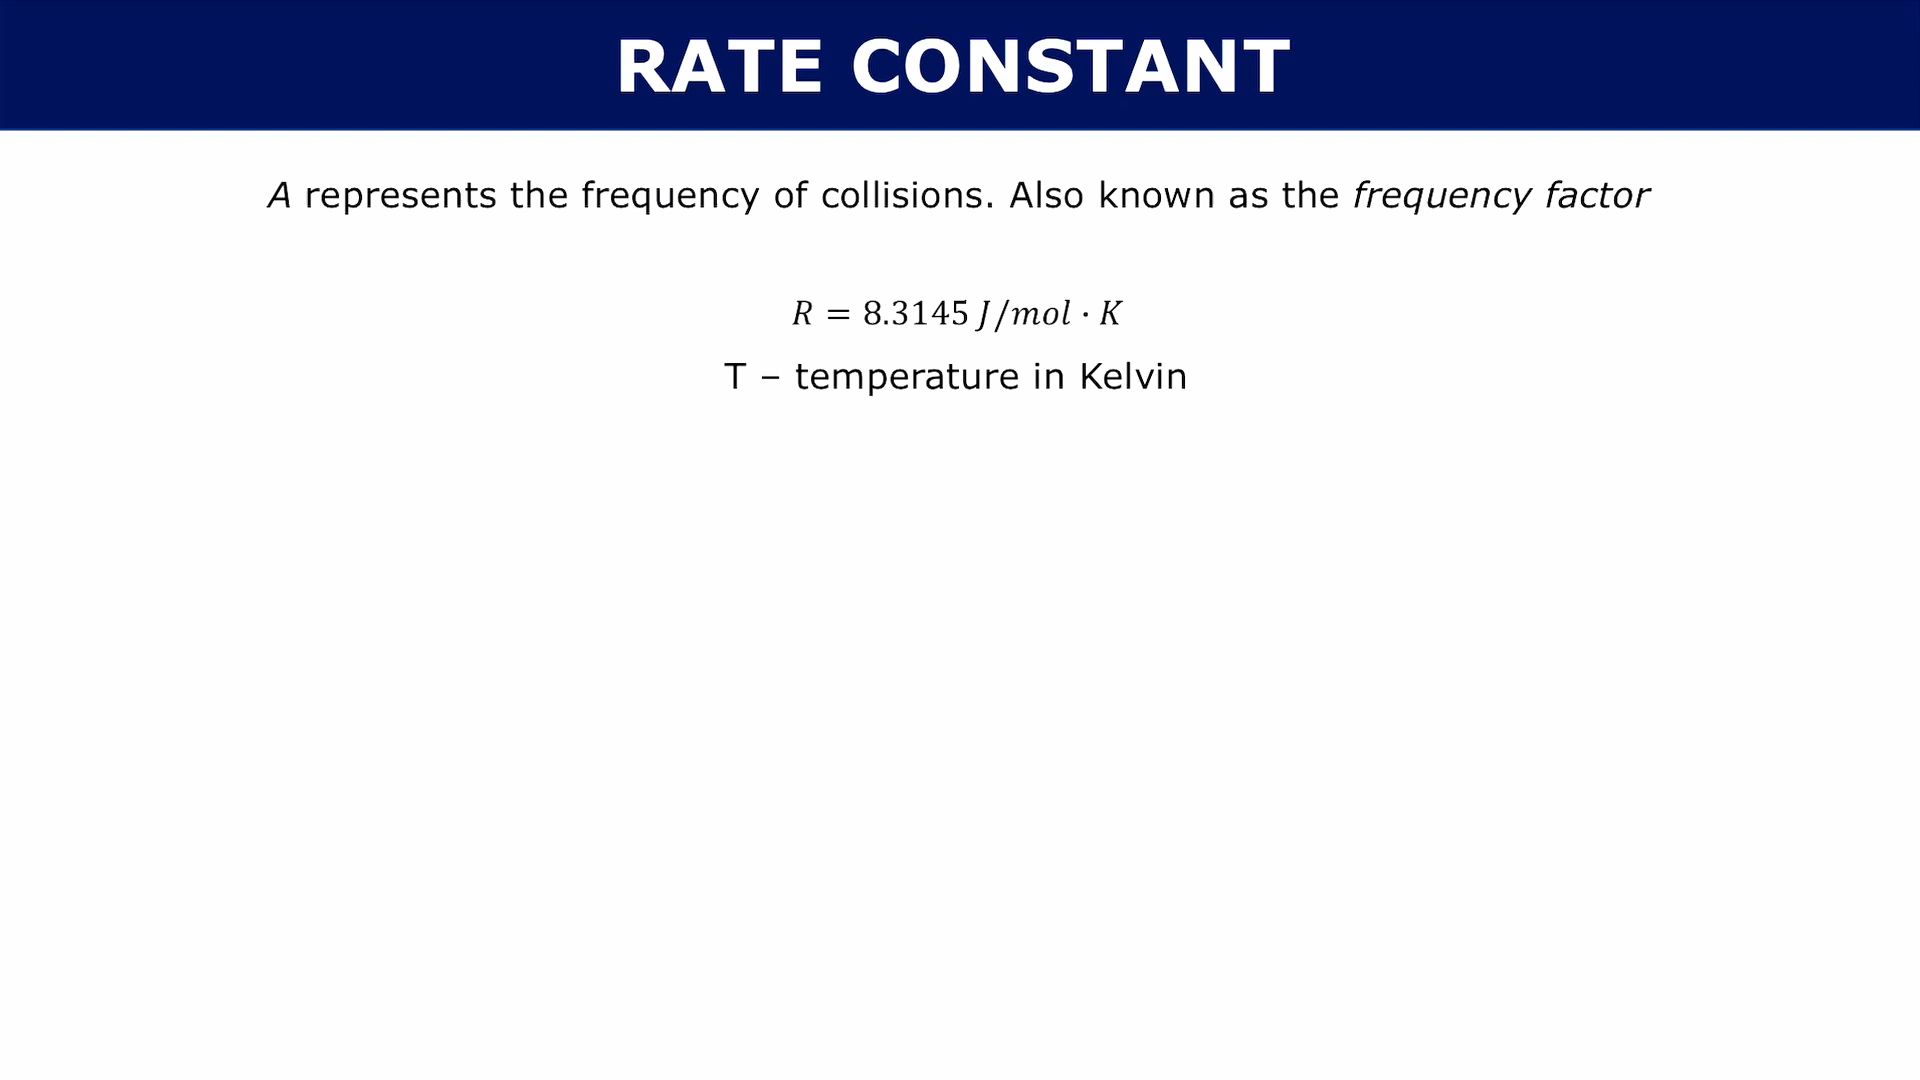 RATE CONSTANT
A represents the frequency of collisions. Also known as the frequency factor
R = 8.3145 J/mol · K
T – temperature in Kelvin